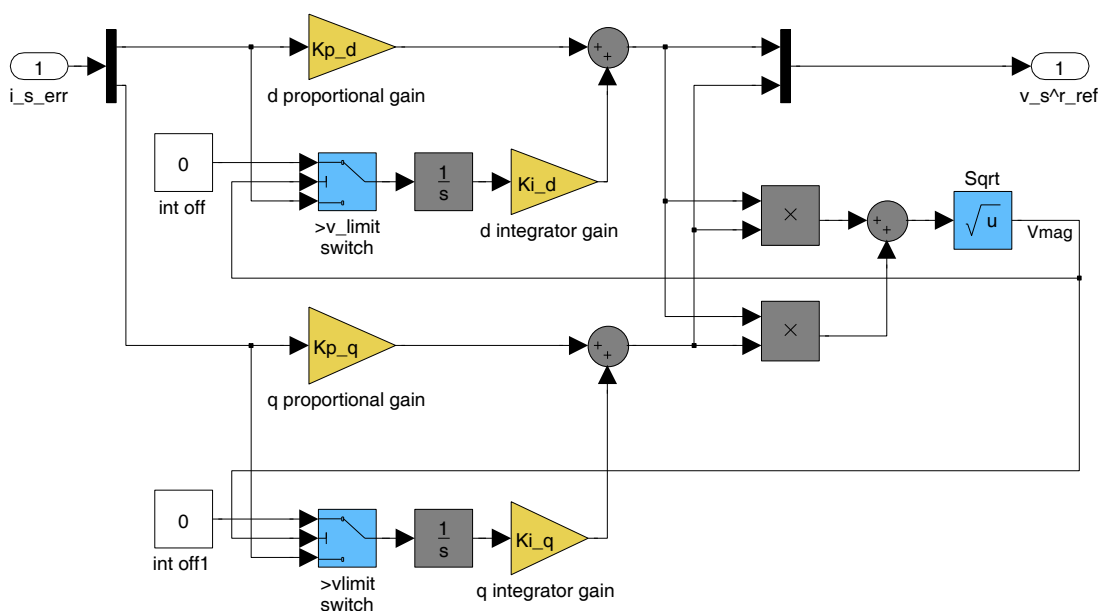 Kp_d
1
i_s_err
d proportional gain
1
v_s^r_ref
0
int off
>v_limit
switch
1
s
Ki_d
d integrator gain
×
Sqrt
√u
Vmag
Kp_q
q proportional gain
×
0
int off1
>vlimit
switch
1
s
Ki_q
q integrator gain